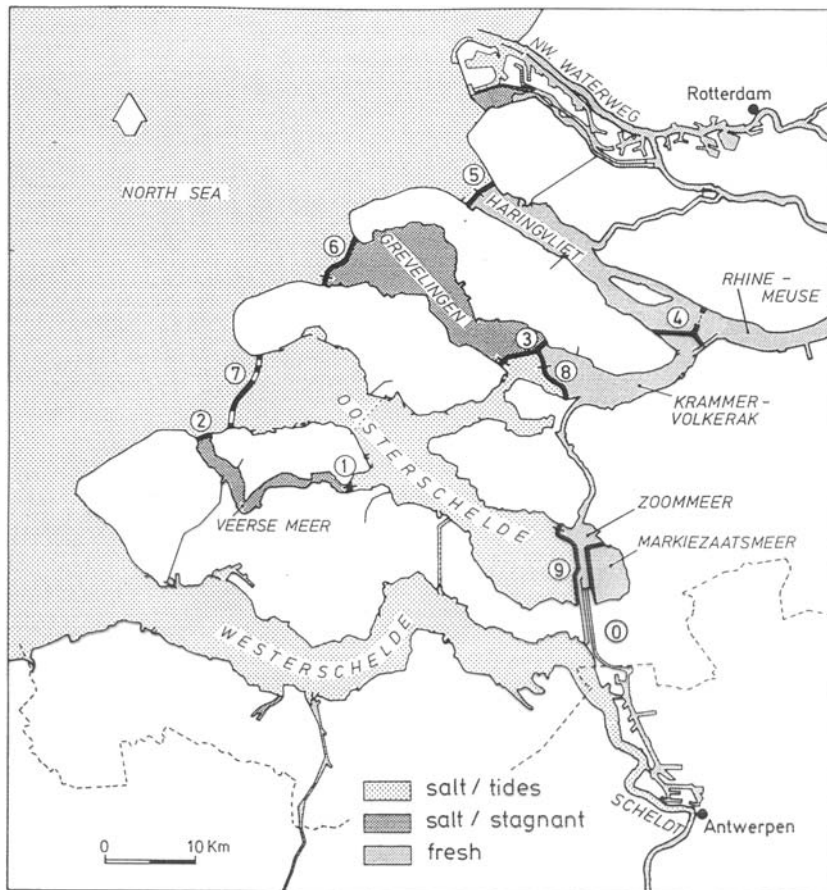 NW. WATERWEG
Rotterdam
NORTH SEA
5
HARINGVLIET
6
GREVELINGEN
RHINE -
MEUSE
4
3
7
8
KRAMMER -
VOLKERAK
2
OOSTERSCHELDE
1
VEERSE MEER
ZOOMMEER
MARKIEZAATSMEER
9
0
WESTERSCHELDE
salt / tides
salt / stagnant
fresh
SCHELDT
Antwerpen
0 10 Km